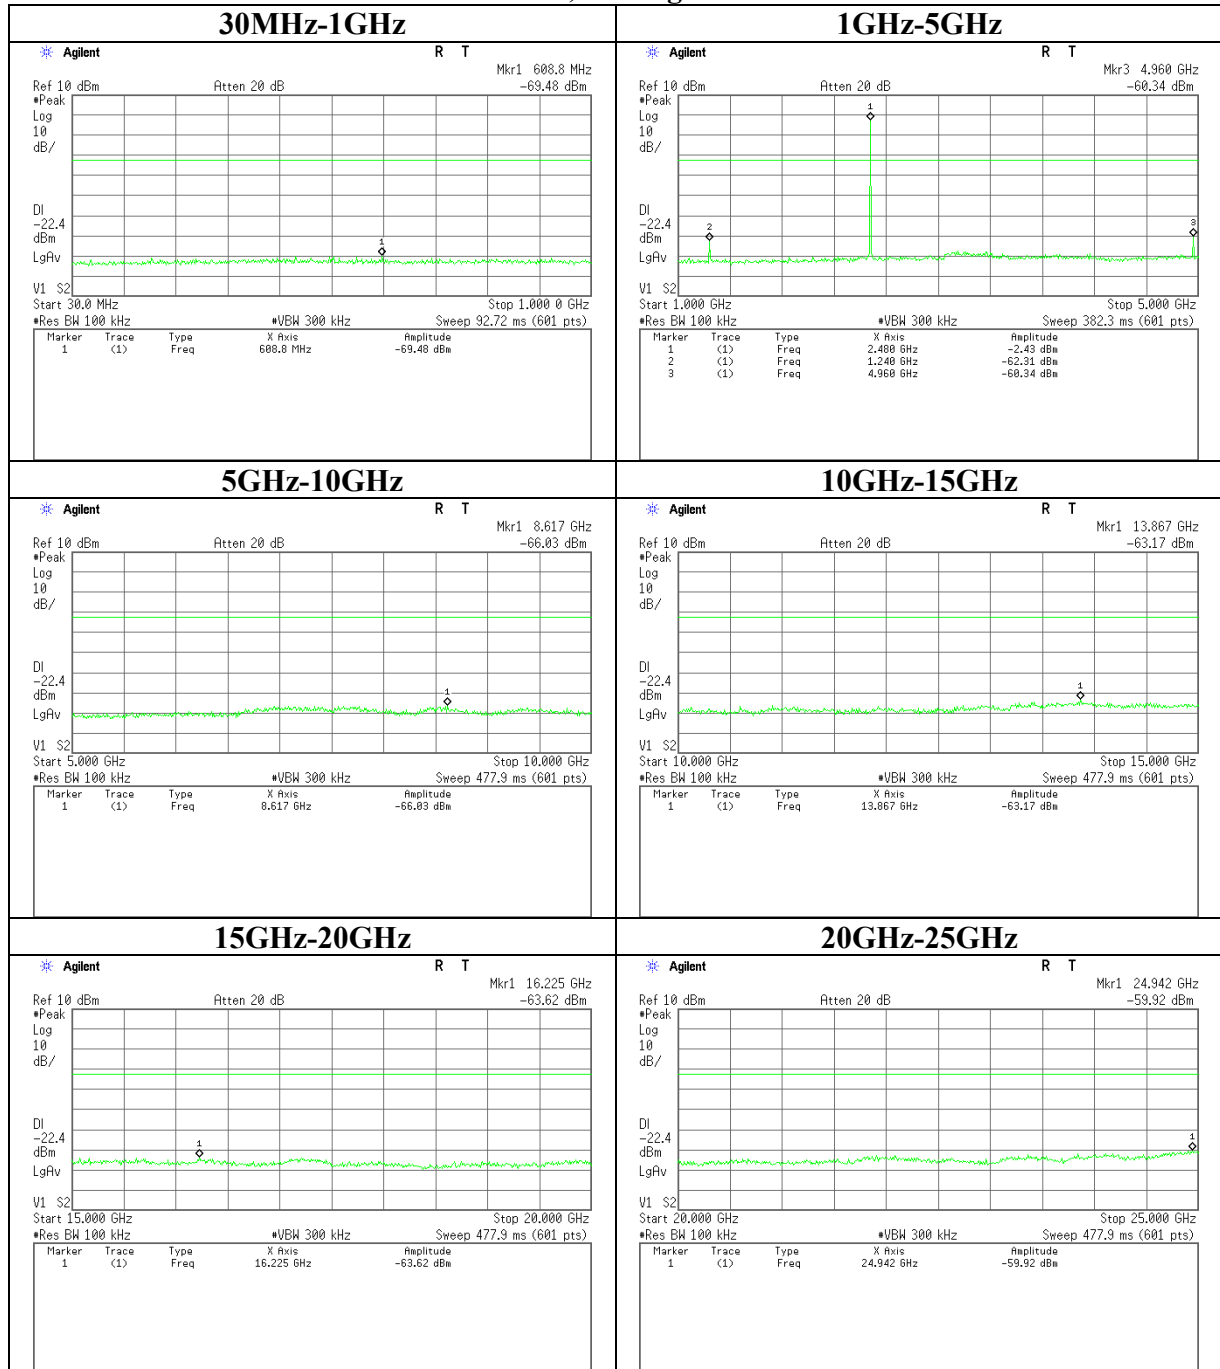 30MHz-1GHz
Agilent R T
Mkr1 608.8 MHz
Ref 10 dBm Atten 20 dB -69.48 dBm
#Peak
Log
10
dB/
1
DI
-22.4
dBm
LgAv
V1 S2
Start 30.0 MHz Stop 1.000 0 GHz
#Res BW 100 kHz #VBW 300 kHz Sweep 92.72 ms (601 pts)
Marker Trace Type X Axis Amplitude
1 (1) Freq 608.8 MHz -69.48 dBm
1GHz-5GHz
Agilent R T
Mkr3 4.960 GHz
Ref 10 dBm Atten 20 dB -60.34 dBm
#Peak
Log
10
dB/
1
2
3
DI
-22.4
dBm
LgAv
V1 S2
Start 1.000 GHz Stop 5.000 GHz
#Res BW 100 kHz #VBW 300 kHz Sweep 382.3 ms (601 pts)
Marker Trace Type X Axis Amplitude
1 (1) Freq 2.480 GHz -2.43 dBm
2 (1) Freq 1.240 GHz -62.31 dBm
3 (1) Freq 4.960 GHz -60.34 dBm
5GHz-10GHz
Agilent R T
Mkr1 8.617 GHz
Ref 10 dBm Atten 20 dB -66.03 dBm
#Peak
Log
10
dB/
1
DI
-22.4
dBm
LgAv
V1 S2
Start 5.000 GHz Stop 10.000 GHz
#Res BW 100 kHz #VBW 300 kHz Sweep 477.9 ms (601 pts)
Marker Trace Type X Axis Amplitude
1 (1) Freq 8.617 GHz -66.03 dBm
10GHz-15GHz
Agilent R T
Mkr1 13.867 GHz
Ref 10 dBm Atten 20 dB -63.17 dBm
#Peak
Log
10
dB/
1
DI
-22.4
dBm
LgAv
V1 S2
Start 10.000 GHz Stop 15.000 GHz
#Res BW 100 kHz #VBW 300 kHz Sweep 477.9 ms (601 pts)
Marker Trace Type X Axis Amplitude
1 (1) Freq 13.867 GHz -63.17 dBm
15GHz-20GHz
Agilent R T
Mkr1 16.225 GHz
Ref 10 dBm Atten 20 dB -63.62 dBm
#Peak
Log
10
dB/
1
DI
-22.4
dBm
LgAv
V1 S2
Start 15.000 GHz Stop 20.000 GHz
#Res BW 100 kHz #VBW 300 kHz Sweep 477.9 ms (601 pts)
Marker Trace Type X Axis Amplitude
1 (1) Freq 16.225 GHz -63.62 dBm
20GHz-25GHz
Agilent R T
Mkr1 24.942 GHz
Ref 10 dBm Atten 20 dB -59.92 dBm
#Peak
Log
10
dB/
1
DI
-22.4
dBm
LgAv
V1 S2
Start 20.000 GHz Stop 25.000 GHz
#Res BW 100 kHz #VBW 300 kHz Sweep 477.9 ms (601 pts)
Marker Trace Type X Axis Amplitude
1 (1) Freq 24.942 GHz -59.92 dBm